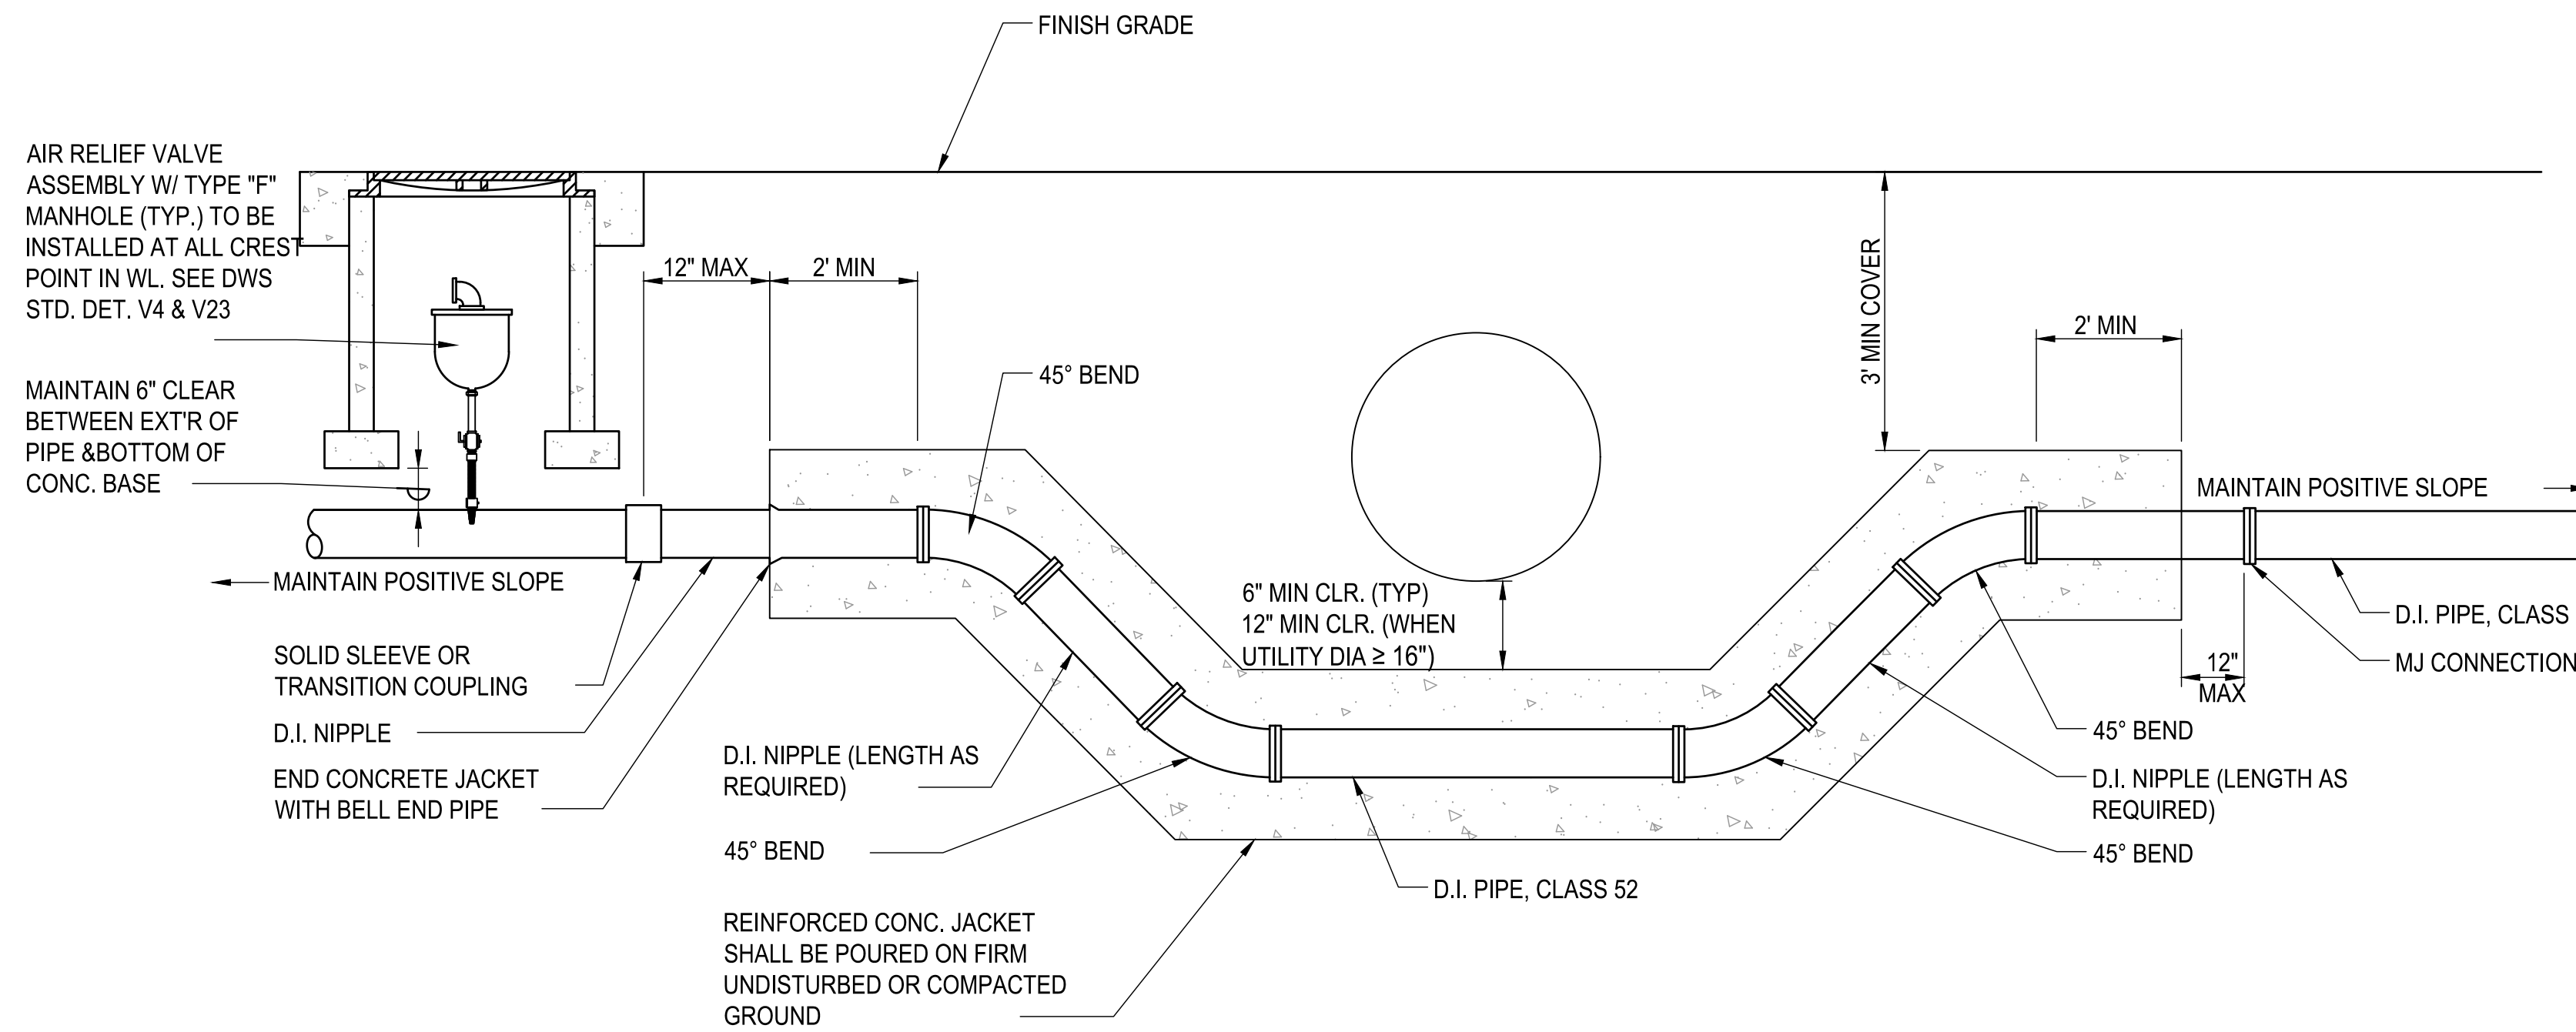 FINISH GRADE
AIR RELIEF VALVE
ASSEMBLY W/ TYPE "F"
MANHOLE (TYP.) TO BE
INSTALLED AT ALL CREST
POINT IN WL. SEE DWS
STD. DET. V4 & V23
MAINTAIN 6" CLEAR
BETWEEN EXT'R OF
PIPE &BOTTOM OF
CONC. BASE
12" MAX
2' MIN
45° BEND
3' MIN COVER
2' MIN
MAINTAIN POSITIVE SLOPE
MAINTAIN POSITIVE SLOPE
6" MIN CLR. (TYP)
12" MIN CLR. (WHEN
UTILITY DIA ≥ 16")
SOLID SLEEVE OR
TRANSITION COUPLING
D.I. NIPPLE
END CONCRETE JACKET
WITH BELL END PIPE
D.I. NIPPLE (LENGTH AS
REQUIRED)
45° BEND
REINFORCED CONC. JACKET
SHALL BE POURED ON FIRM
UNDISTURBED OR COMPACTED
GROUND
D.I. PIPE, CLASS 52
D.I. PIPE, CLASS
MJ CONNECTION
12"
MAX
45° BEND
D.I. NIPPLE (LENGTH AS
REQUIRED)
45° BEND